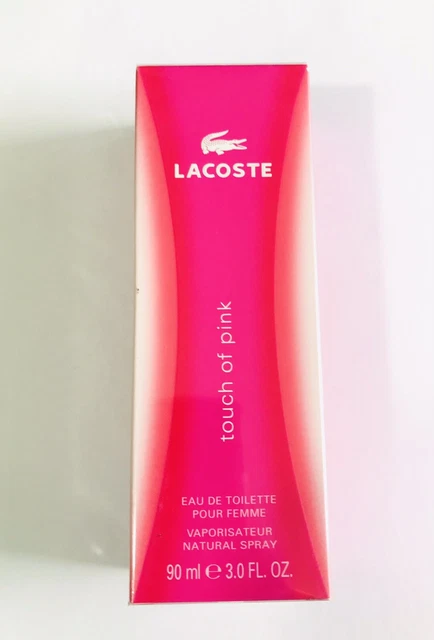 LACOSTE
touch of pink
EAU DE TOILETTE
POUR FEMME
VAPORISATEUR
NATURAL SPRAY
90 ml ℮ 3.0 FL. OZ.